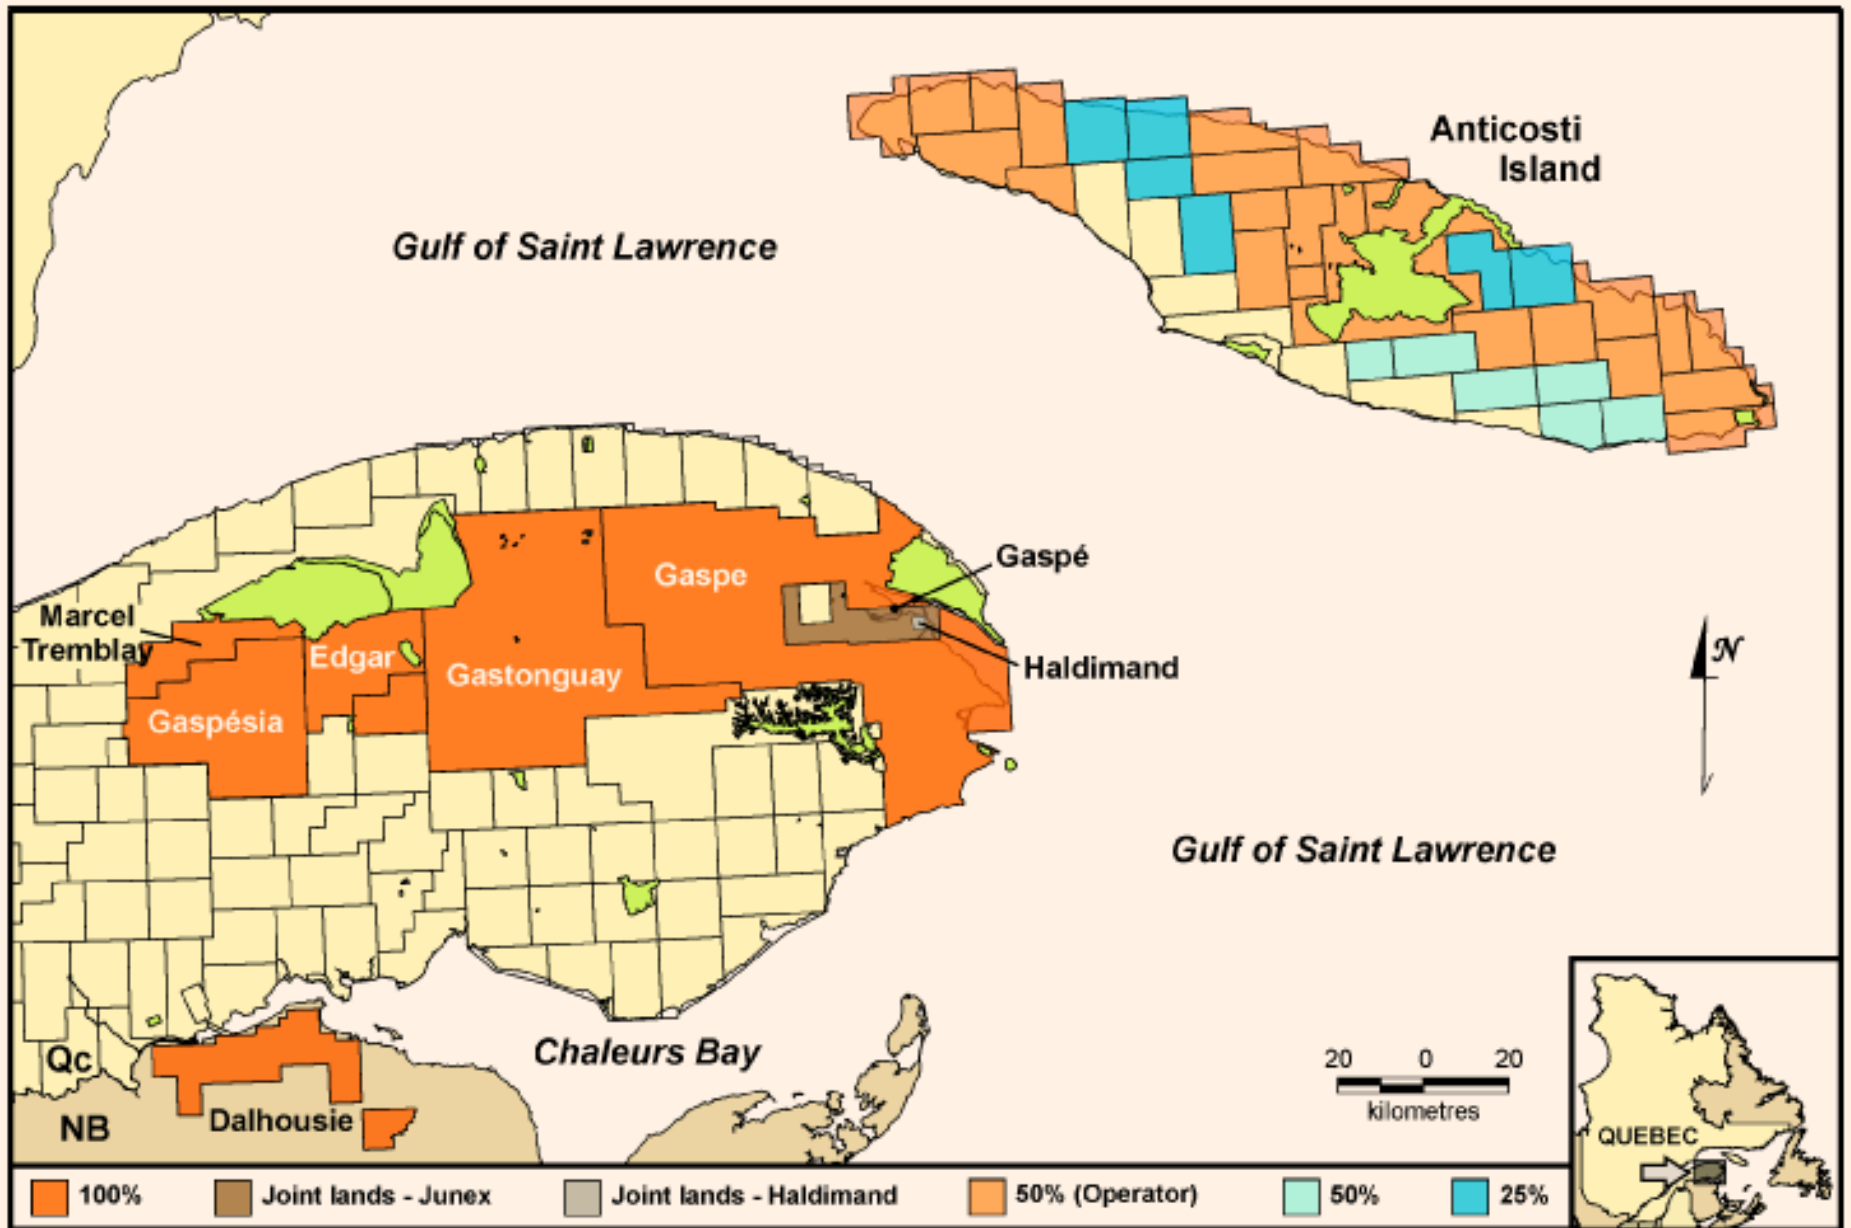 Anticosti
Island
Gulf of Saint Lawrence
Gaspé
Gaspe
Marcel
Tremblay
Edgar
Haldimand
Gastonguay
N
Gaspésia
Gulf of Saint Lawrence
Chaleurs Bay
Qc
NB
Dalhousie
20 0 20
kilometres
QUEBEC
100% Joint lands - Junex Joint lands - Haldimand 50% (Operator) 50% 25%